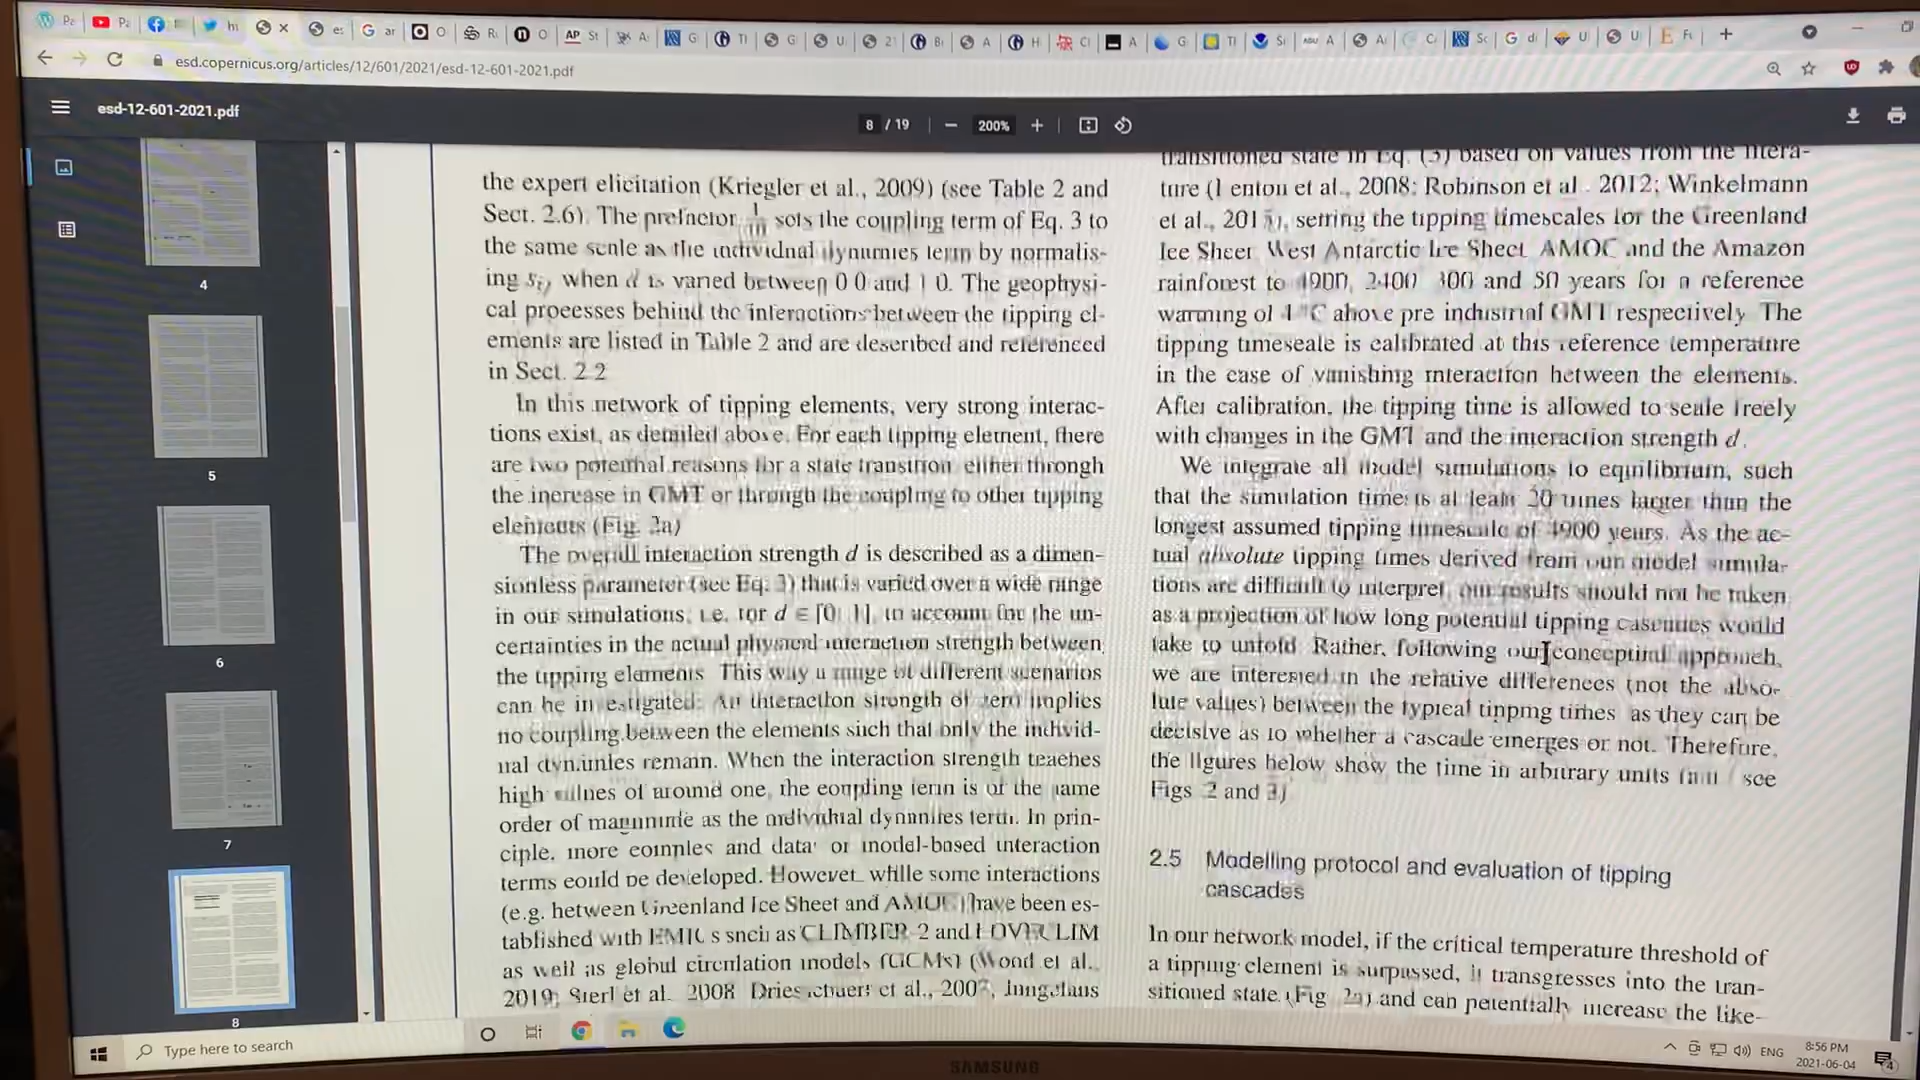 esd.copernicus.org/articles/12/601/2021/esd-12-601-2021.pdf
esd-12-601-2021.pdf
8 / 19
200%
4
5
6
7
8
the expert elicitation (Kriegler et al., 2009) (see Table 2 and
Sect. 2.6). The prefactor sets the coupling term of Eq. 3 to
the same scale as the individual dynamics term by normalis-
ing when d is varied between 0.0 and 1.0. The geophysi-
cal processes behind the interactions between the tipping el-
ements are listed in Table 2 and are described and referenced
in Sect. 2.2
In this network of tipping elements, very strong interac-
tions exist, as detailed above. For each tipping element, there
are two potential reasons for a state transition either through
the increase in GMT or through the coupling to other tipping
elements (Fig. 2a)
The overall interaction strength d is described as a dimen-
sionless parameter (see Eq. 3) that is varied over a wide range
in our simulations, i.e. for d ∈ [0, 1], to account for the un-
certainties in the actual physical interaction strength between
the tipping elements. This way a range of different scenarios
can be investigated: An interaction strength of zero implies
no coupling between the elements such that only the individ-
ual dynamics remain. When the interaction strength reaches
high values of around one, the coupling term is of the same
order of magnitude as the individual dynamics term. In prin-
ciple, more complex and data- or model-based interaction
terms could be developed. However, while some interactions
(e.g. between Greenland Ice Sheet and AMOC) have been es-
tablished with EMICs such as CLIMBER-2 and LOVECLIM
as well as global circulation models (GCMs) (Wood et al.,
2019; Sterl et al., 2008; Driesschaert et al., 2007; Jungclaus
transitioned state in Eq. (3) based on values from the litera-
ture (Lenton et al., 2008; Robinson et al., 2012; Winkelmann
et al., setting the tipping timescales for the Greenland
Ice Sheet, West Antarctic Ice Sheet, AMOC and the Amazon
rainforest to 4900, 2400, 300 and 50 years for a reference
warming of 4 °C above pre-industrial GMT respectively. The
tipping timescale is calibrated at this reference temperature
in the case of vanishing interaction between the elements.
After calibration, the tipping time is allowed to scale freely
with changes in the GMT and the interaction strength d.
We integrate all model simulations to equilibrium, such
that the simulation time is at least 20 times larger than the
longest assumed tipping timescale of 4900 years. As the ac-
tual absolute tipping times derived from our model simula-
tions are difficult to interpret, our results should not be taken
as a projection of how long potential tipping cascades would
take to unfold. Rather, following our conceptual approach,
we are interested in the relative differences (not the abso-
lute values) between the typical tipping times as they can be
decisive as to whether a cascade emerges or not. Therefore,
the figures below show the time in arbitrary units see
Figs. 2 and 3)
2.5 Modelling protocol and evaluation of tipping
cascades
In our network model, if the critical temperature threshold of
a tipping element is surpassed, it transgresses into the tran-
sitioned state (Fig. 2a) and can potentially increase the like-
Type here to search
ENG
8:56 PM
2021-06-04
SAMSUNG